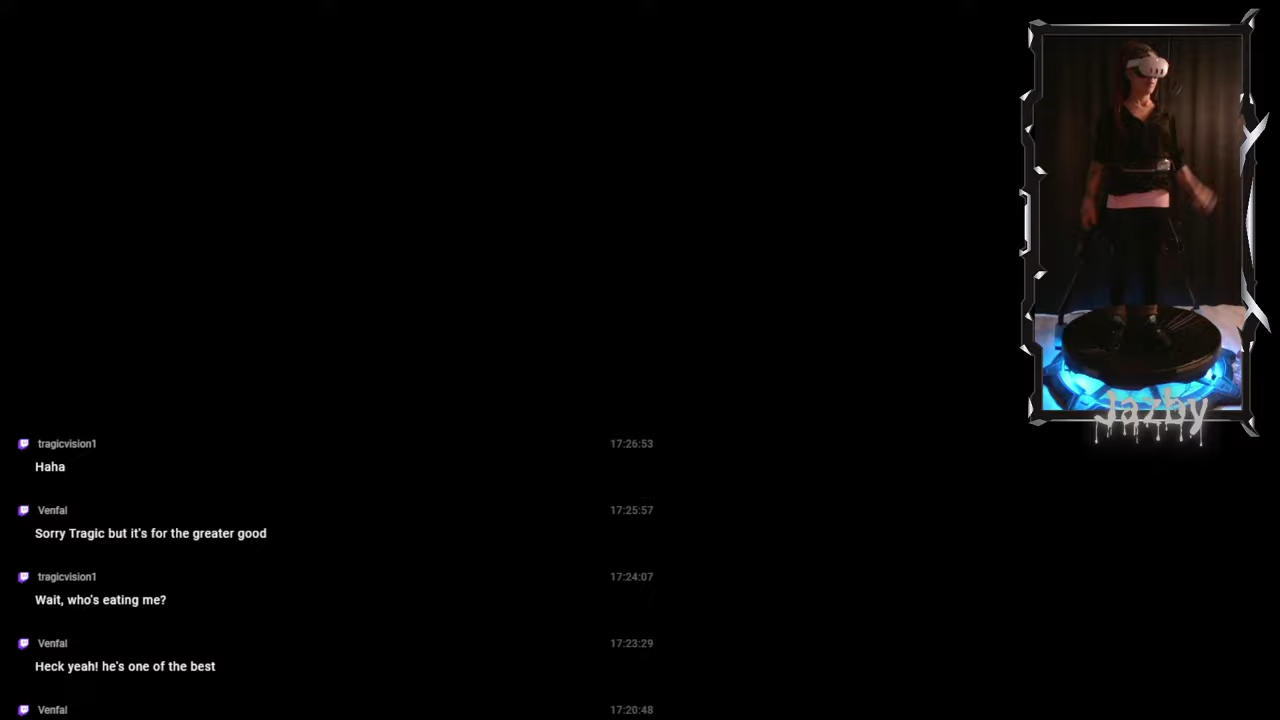 Jazby
tragicvision1 17:26:53
Haha
Venfal 17:25:57
Sorry Tragic but it's for the greater good
tragicvision1 17:24:07
Wait, who's eating me?
Venfal 17:23:29
Heck yeah! he's one of the best
Venfal 17:20:48